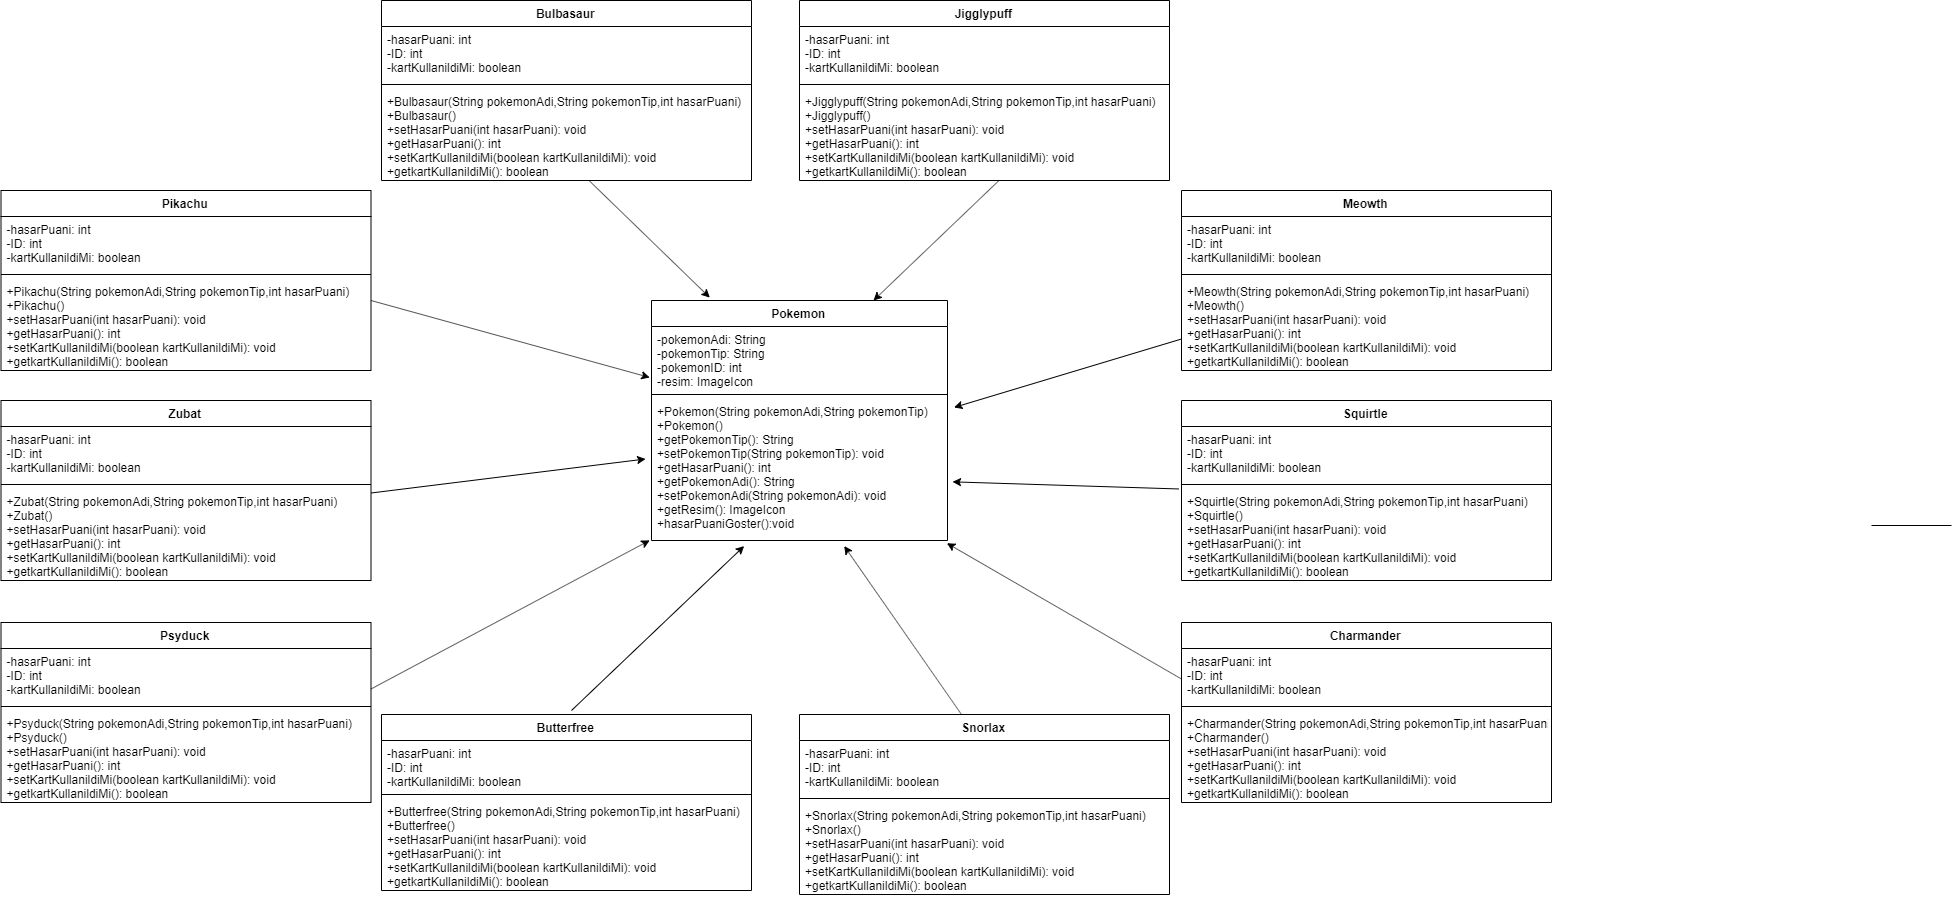 Bulbasaur
-hasarPuani: int
-ID: int
-kartKullanildiMi: boolean
+Bulbasaur(String pokemonAdi,String pokemonTip,int hasarPuani)
+Bulbasaur()
+setHasarPuani(int hasarPuani): void
+getHasarPuani(): int
+setKartKullanildiMi(boolean kartKullanildiMi): void
+getkartKullanildiMi(): boolean
Jigglypuff
-hasarPuani: int
-ID: int
-kartKullanildiMi: boolean
+Jigglypuff(String pokemonAdi,String pokemonTip,int hasarPuani)
+Jigglypuff()
+setHasarPuani(int hasarPuani): void
+getHasarPuani(): int
+setKartKullanildiMi(boolean kartKullanildiMi): void
+getkartKullanildiMi(): boolean
Pikachu
-hasarPuani: int
-ID: int
-kartKullanildiMi: boolean
+Pikachu(String pokemonAdi,String pokemonTip,int hasarPuani)
+Pikachu()
+setHasarPuani(int hasarPuani): void
+getHasarPuani(): int
+setKartKullanildiMi(boolean kartKullanildiMi): void
+getkartKullanildiMi(): boolean
Meowth
-hasarPuani: int
-ID: int
-kartKullanildiMi: boolean
+Meowth(String pokemonAdi,String pokemonTip,int hasarPuani)
+Meowth()
+setHasarPuani(int hasarPuani): void
+getHasarPuani(): int
+setKartKullanildiMi(boolean kartKullanildiMi): void
+getkartKullanildiMi(): boolean
Pokemon
-pokemonAdi: String
-pokemonTip: String
-pokemonID: int
-resim: ImageIcon
+Pokemon(String pokemonAdi,String pokemonTip)
+Pokemon()
+getPokemonTip(): String
+setPokemonTip(String pokemonTip): void
+getHasarPuani(): int
+getPokemonAdi(): String
+setPokemonAdi(String pokemonAdi): void
+getResim(): ImageIcon
+hasarPuaniGoster():void
Zubat
-hasarPuani: int
-ID: int
-kartKullanildiMi: boolean
+Zubat(String pokemonAdi,String pokemonTip,int hasarPuani)
+Zubat()
+setHasarPuani(int hasarPuani): void
+getHasarPuani(): int
+setKartKullanildiMi(boolean kartKullanildiMi): void
+getkartKullanildiMi(): boolean
Squirtle
-hasarPuani: int
-ID: int
-kartKullanildiMi: boolean
+Squirtle(String pokemonAdi,String pokemonTip,int hasarPuani)
+Squirtle()
+setHasarPuani(int hasarPuani): void
+getHasarPuani(): int
+setKartKullanildiMi(boolean kartKullanildiMi): void
+getkartKullanildiMi(): boolean
Psyduck
-hasarPuani: int
-ID: int
-kartKullanildiMi: boolean
+Psyduck(String pokemonAdi,String pokemonTip,int hasarPuani)
+Psyduck()
+setHasarPuani(int hasarPuani): void
+getHasarPuani(): int
+setKartKullanildiMi(boolean kartKullanildiMi): void
+getkartKullanildiMi(): boolean
Charmander
-hasarPuani: int
-ID: int
-kartKullanildiMi: boolean
+Charmander(String pokemonAdi,String pokemonTip,int hasarPuan
+Charmander()
+setHasarPuani(int hasarPuani): void
+getHasarPuani(): int
+setKartKullanildiMi(boolean kartKullanildiMi): void
+getkartKullanildiMi(): boolean
Butterfree
-hasarPuani: int
-ID: int
-kartKullanildiMi: boolean
+Butterfree(String pokemonAdi,String pokemonTip,int hasarPuani)
+Butterfree()
+setHasarPuani(int hasarPuani): void
+getHasarPuani(): int
+setKartKullanildiMi(boolean kartKullanildiMi): void
+getkartKullanildiMi(): boolean
Snorlax
-hasarPuani: int
-ID: int
-kartKullanildiMi: boolean
+Snorlax(String pokemonAdi,String pokemonTip,int hasarPuani)
+Snorlax()
+setHasarPuani(int hasarPuani): void
+getHasarPuani(): int
+setKartKullanildiMi(boolean kartKullanildiMi): void
+getkartKullanildiMi(): boolean